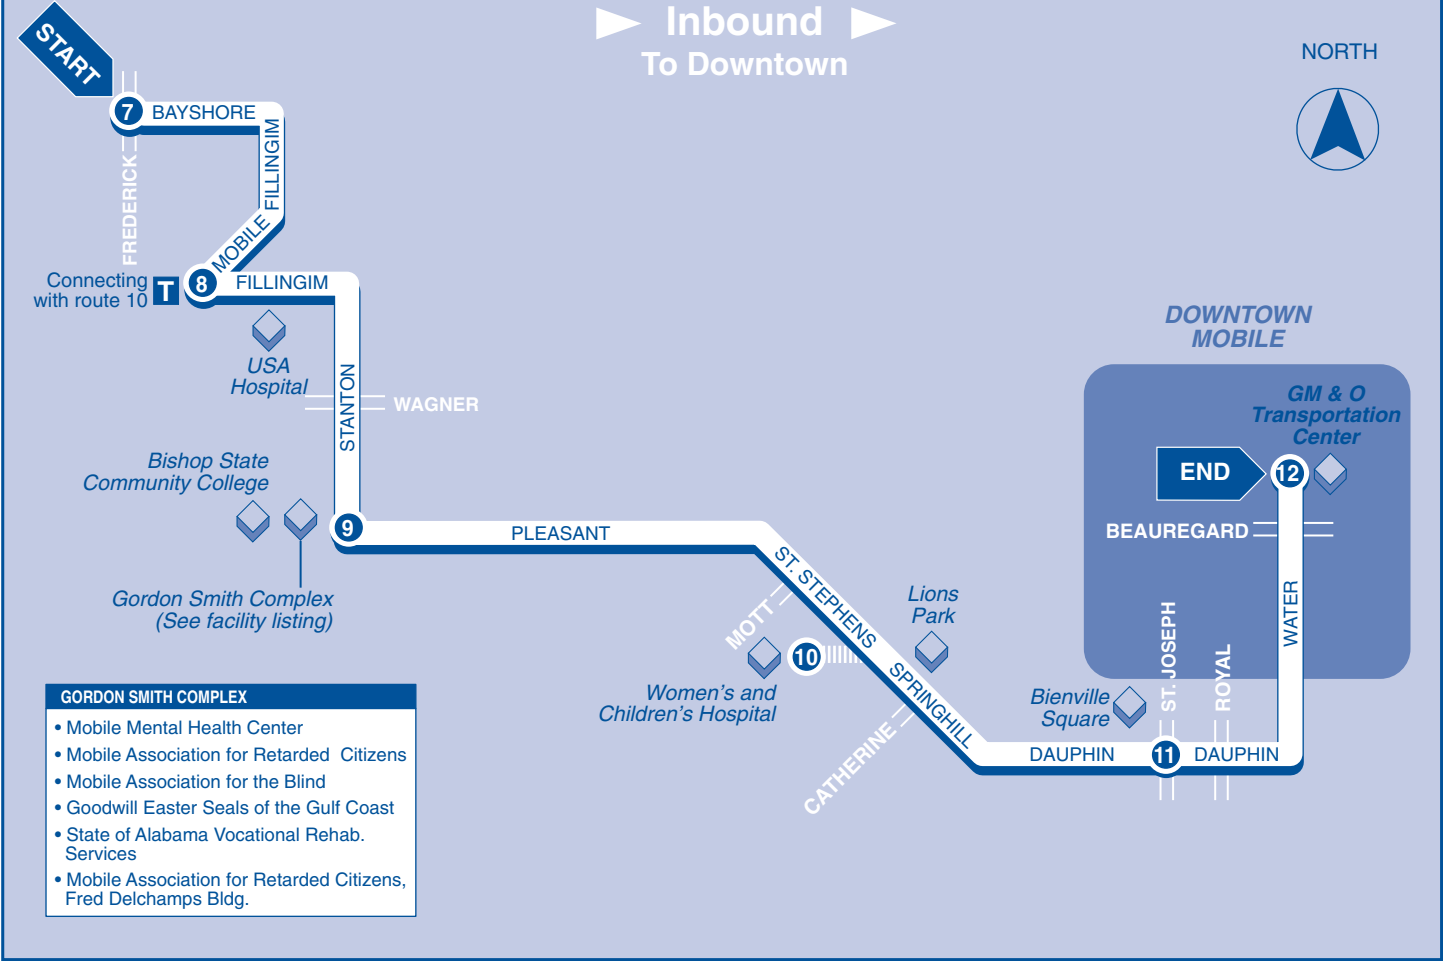 Inbound
To Downtown
NORTH
START
7
BAYSHORE
FILLINGIM
FREDERICK
MOBILE
Connecting
with route 10
T
8
FILLINGIM
USA
Hospital
STANTON
WAGNER
Bishop State
Community College
9
PLEASANT
Gordon Smith Complex
(See facility listing)
DOWNTOWN
MOBILE
GM & O
Transportation
Center
END
12
BEAUREGARD
WATER
ST. STEPHENS
MOTT
10
Lions
Park
Women's and
Children's Hospital
SPRINGHILL
CATHERINE
Bienville
Square
ST. JOSEPH
ROYAL
DAUPHIN
11
DAUPHIN
GORDON SMITH COMPLEX
• Mobile Mental Health Center
• Mobile Association for Retarded Citizens
• Mobile Association for the Blind
• Goodwill Easter Seals of the Gulf Coast
• State of Alabama Vocational Rehab.
Services
• Mobile Association for Retarded Citizens,
Fred Delchamps Bldg.